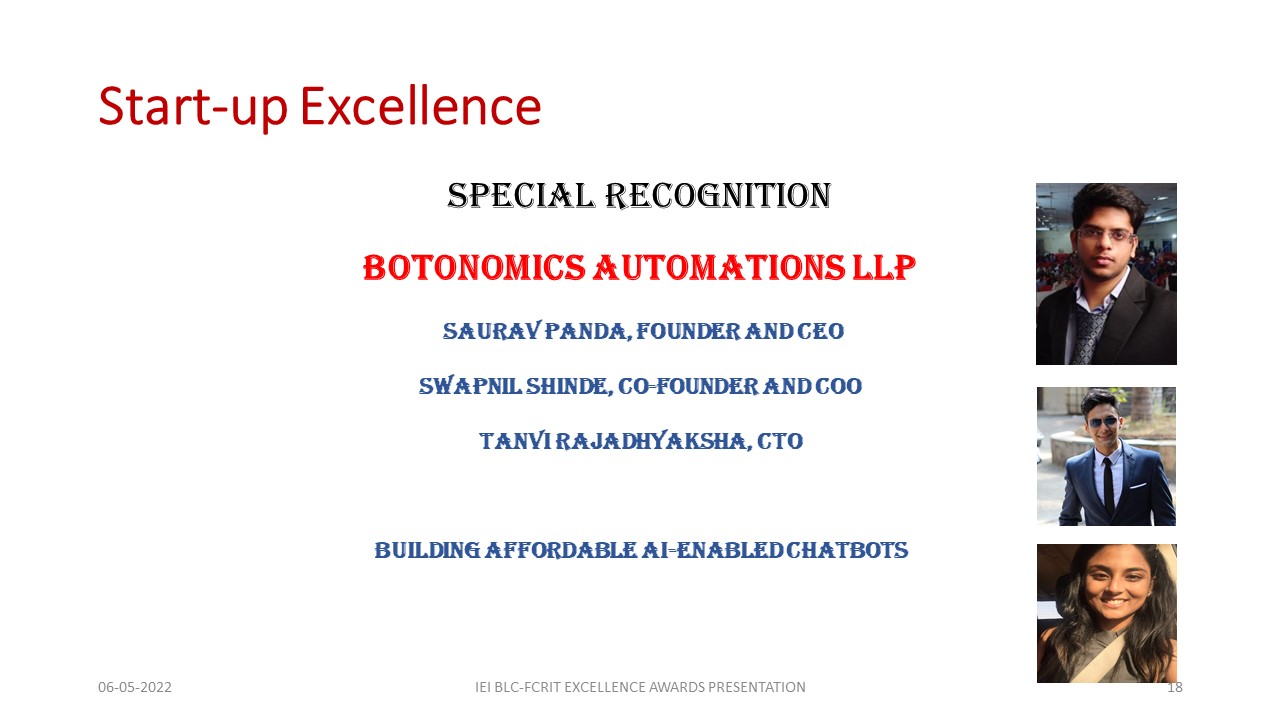 Start-up Excellence
SPECIAL RECOGNITION
BOTONOMICS AUTOMATIONS LLP
SAURAV PANDA, FOUNDER AND CEO
SWAPNIL SHINDE, CO-FOUNDER AND COO
TANVI RAJADHYAKSHA, CTO
BUILDING AFFORDABLE AI-ENABLED CHATBOTS
06-05-2022
IEI BLC-FCRIT EXCELLENCE AWARDS PRESENTATION
18